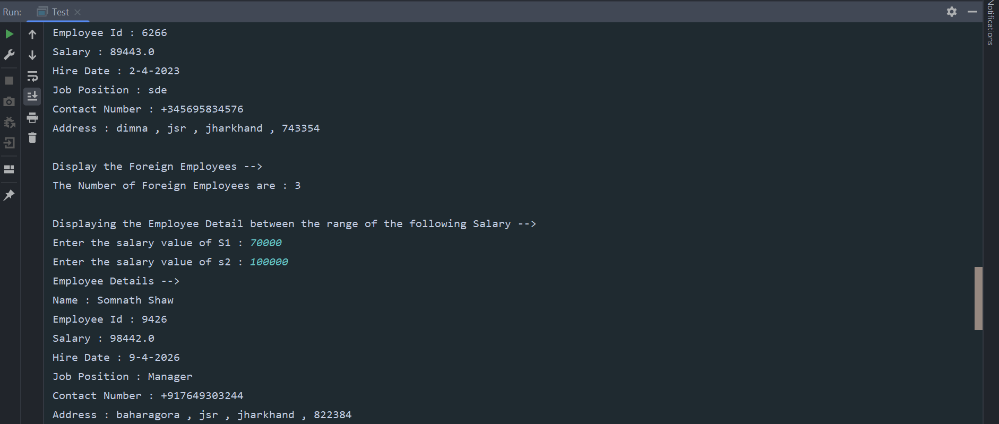 Run: Test
Notifications
Employee Id : 6266
Salary : 89443.0
Hire Date : 2-4-2023
Job Position : sde
Contact Number : +345695834576
Address : dimna , jsr , jharkhand , 743354
Display the Foreign Employees -->
The Number of Foreign Employees are : 3
Displaying the Employee Detail between the range of the following Salary -->
Enter the salary value of S1 : 70000
Enter the salary value of s2 : 100000
Employee Details -->
Name : Somnath Shaw
Employee Id : 9426
Salary : 98442.0
Hire Date : 9-4-2026
Job Position : Manager
Contact Number : +917649303244
Address : baharagora , jsr , jharkhand , 822384